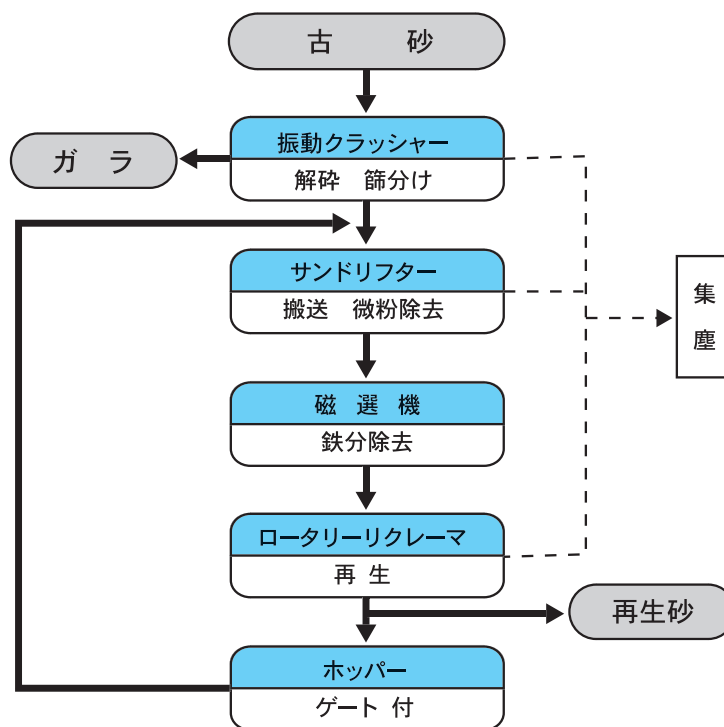 古　砂
振動クラッシャー
解砕　篩分け
ガ　ラ
サンドリフター
搬送　微粉除去
集
塵
磁　選　機
鉄分除去
ロータリーリクレーマ
再　生
再生砂
ホッパー
ゲート　付